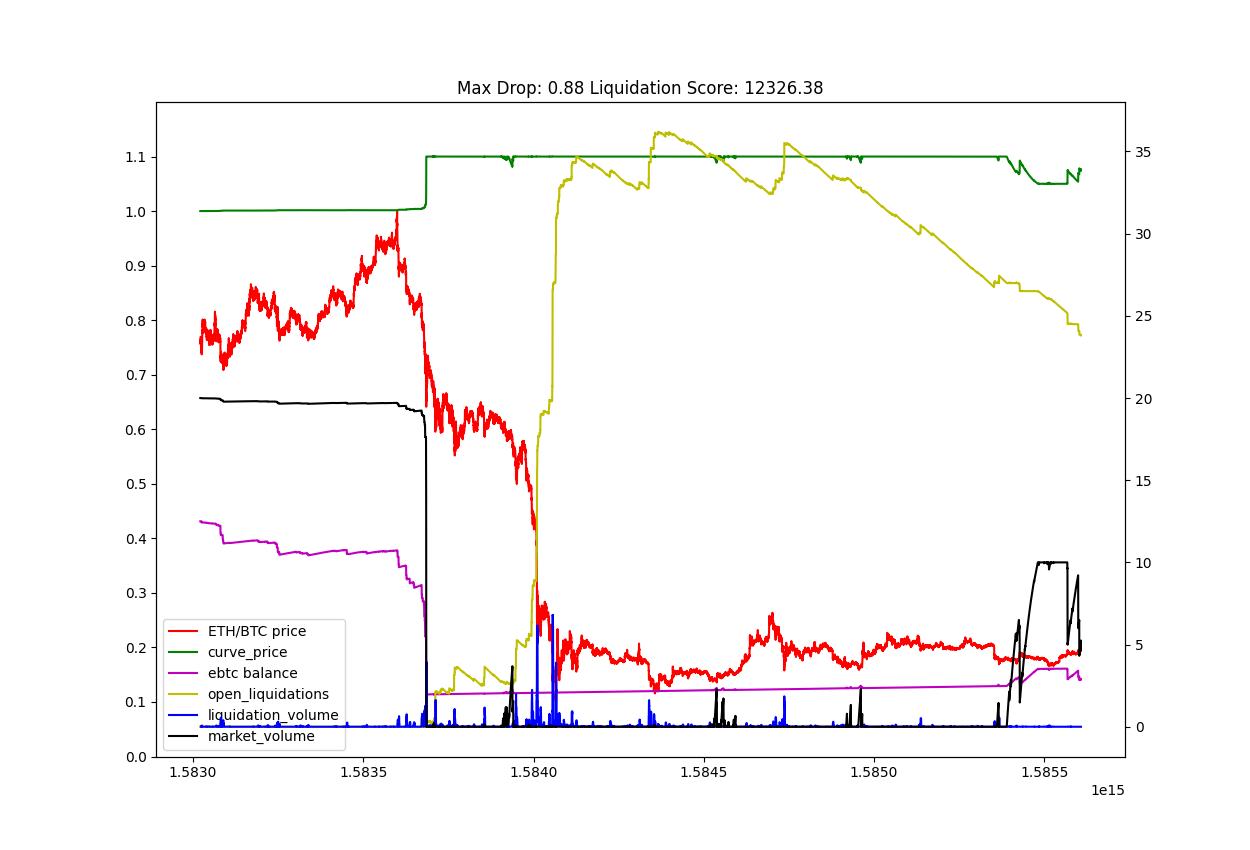 Max Drop: 0.88 Liquidation Score: 12326.38
1.1
1.0
0.9
0.8
0.7
0.6
0.5
0.4
0.3
0.2
0.1
0.0
35
30
25
20
15
10
5
0
ETH/BTC price
curve_price
ebtc balance
open_liquidations
liquidation_volume
market_volume
1.5830 1.5835 1.5840 1.5845 1.5850 1.5855
1e15